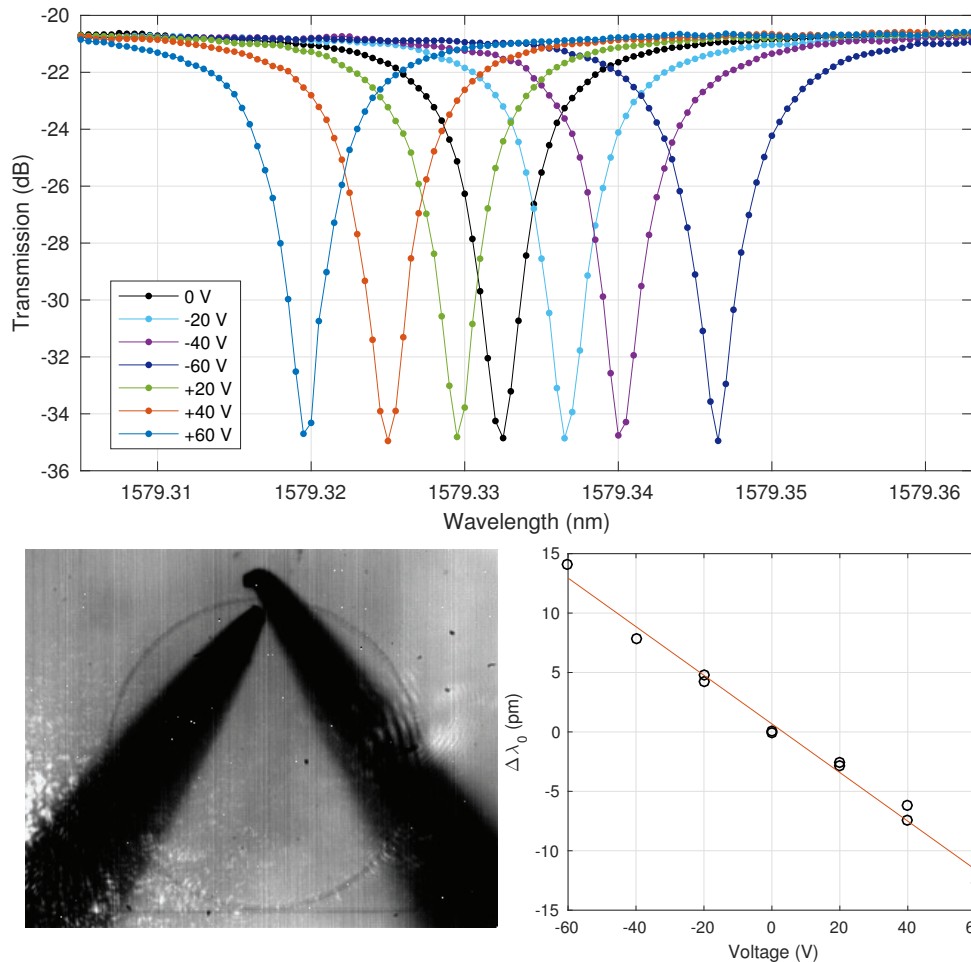 -20
-22
-24
-26
-28
-30
-32
-34
-36
Transmission (dB)
0 V
-20 V
-40 V
-60 V
+20 V
+40 V
+60 V
1579.31 1579.32 1579.33 1579.34 1579.35 1579.36
Wavelength (nm)
15
10
5
0
-5
-10
-15
Δ λ0 (pm)
-60 -40 -20 0 20 40
Voltage (V)